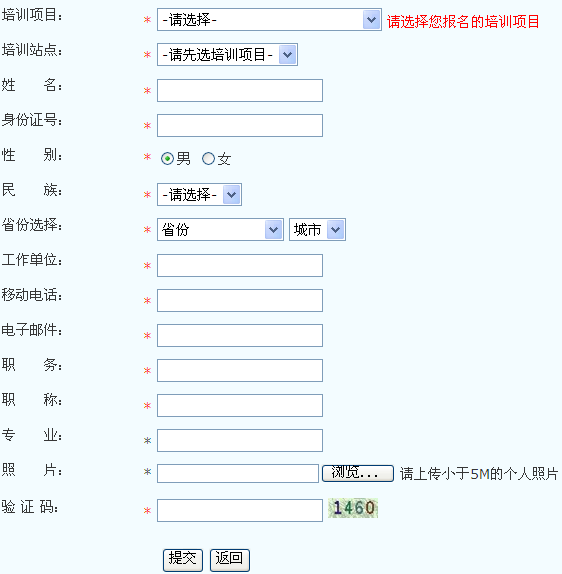 培训项目： * -请选择- 请选择您报名的培训项目
培训站点： * -请先选培训项目-
姓　　名： *
身份证号： *
性　　别： * 男 女
民　　族： * -请选择-
省份选择： * 省份 城市
工作单位： *
移动电话： *
电子邮件： *
职　　务： *
职　　称： *
专　　业： *
照　　片： * 浏览... 请上传小于5M的个人照片
验 证 码： * 1460
提交 返回